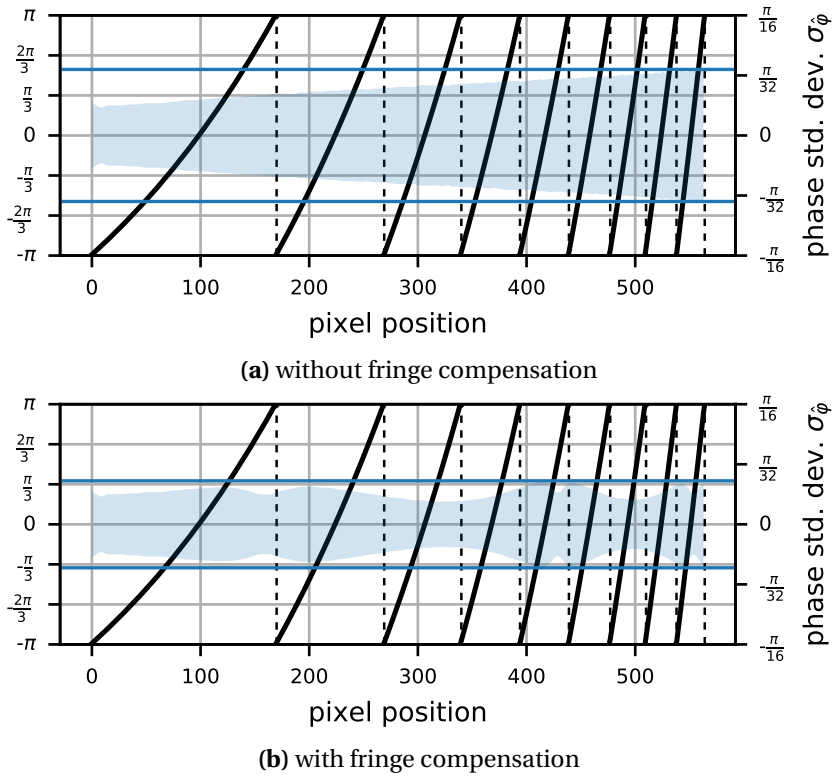 π
2π/3
π/3
0
-π/3
-2π/3
-π
π/16
π/32
0
-π/32
-π/16
phase std. dev. σ_φ̂
0 100 200 300 400 500
pixel position
(a) without fringe compensation
π
2π/3
π/3
0
-π/3
-2π/3
-π
π/16
π/32
0
-π/32
-π/16
phase std. dev. σ_φ̂
0 100 200 300 400 500
pixel position
(b) with fringe compensation